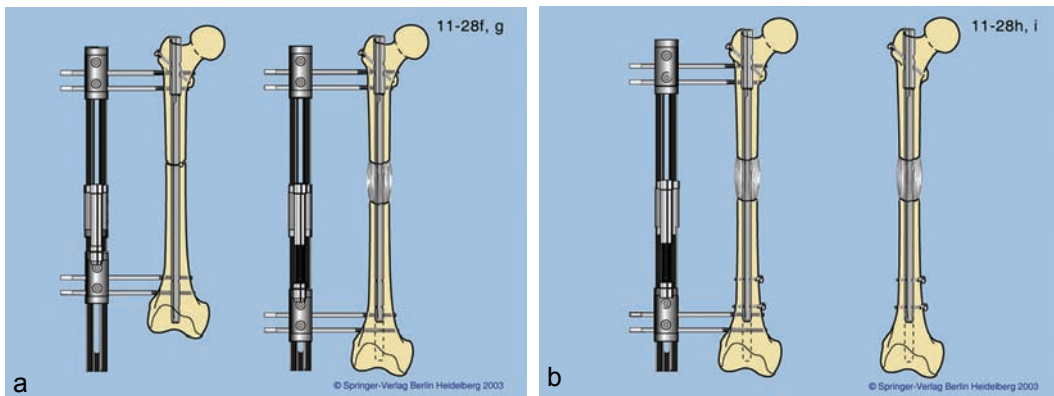 11-28f, g
a
© Springer-Verlag Berlin Heidelberg 2003
11-28h, i
b
© Springer-Verlag Berlin Heidelberg 2003